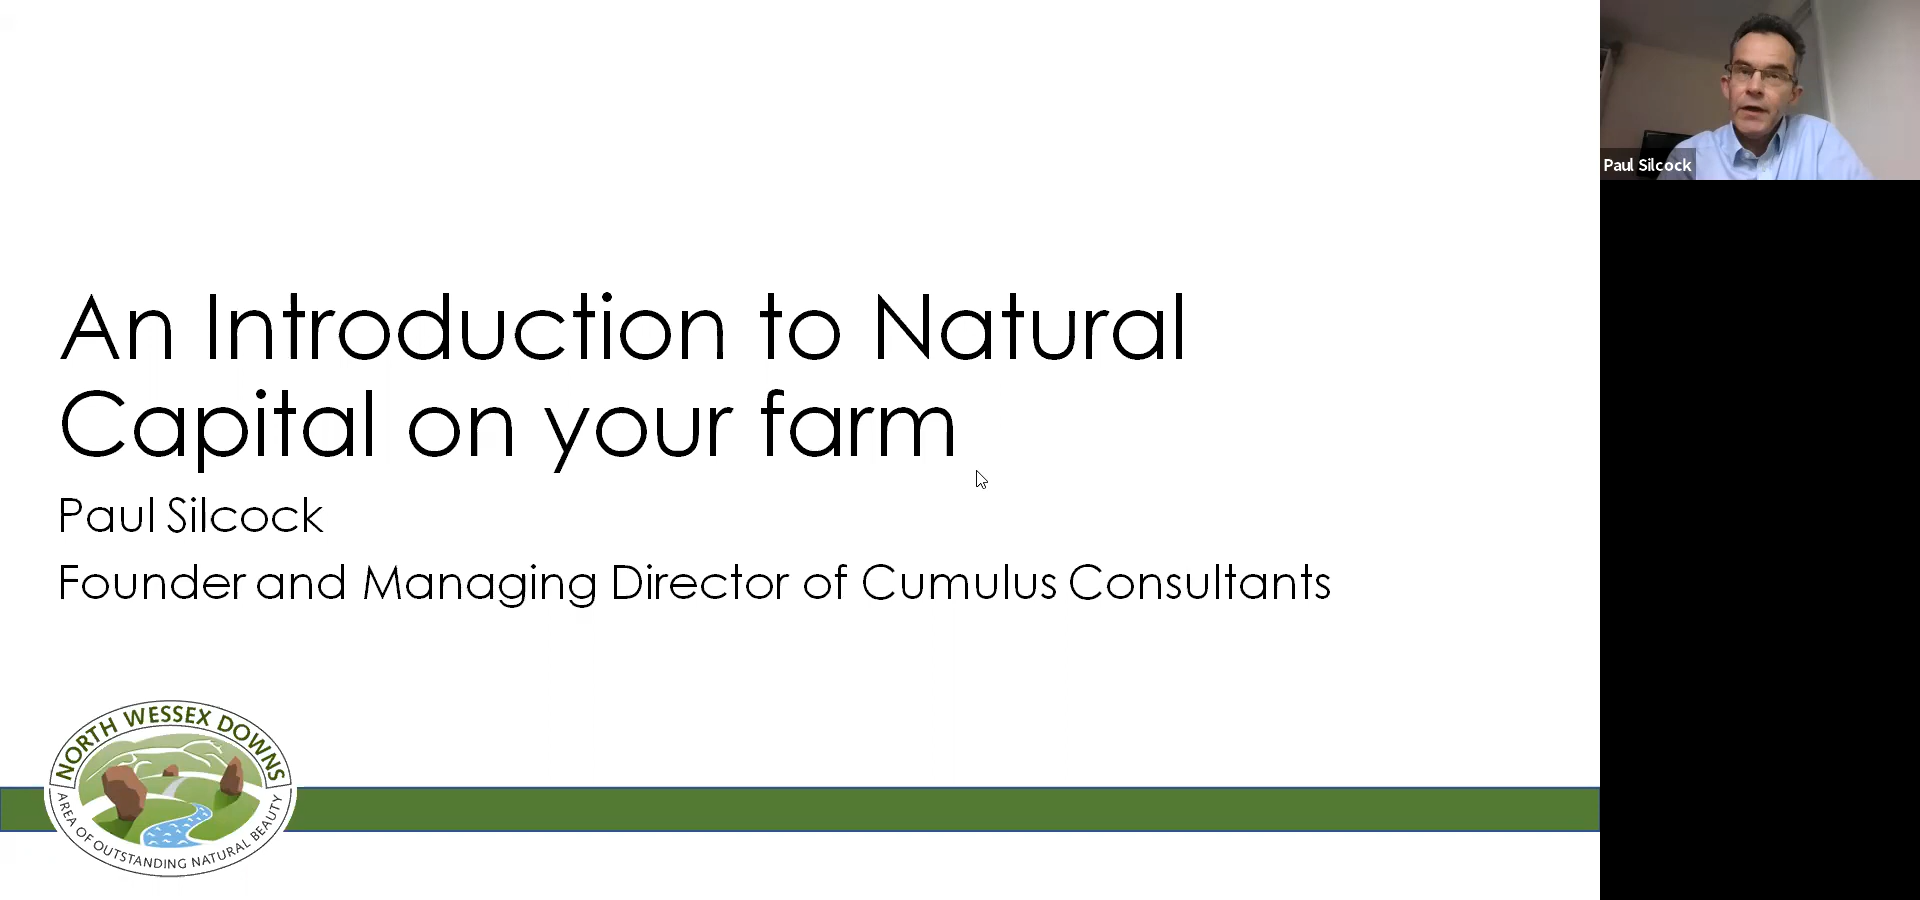 An Introduction to Natural
Capital on your farm
Paul Silcock
Founder and Managing Director of Cumulus Consultants
NORTH WESSEX DOWNS
AREA OF OUTSTANDING NATURAL BEAUTY
Paul Silcock